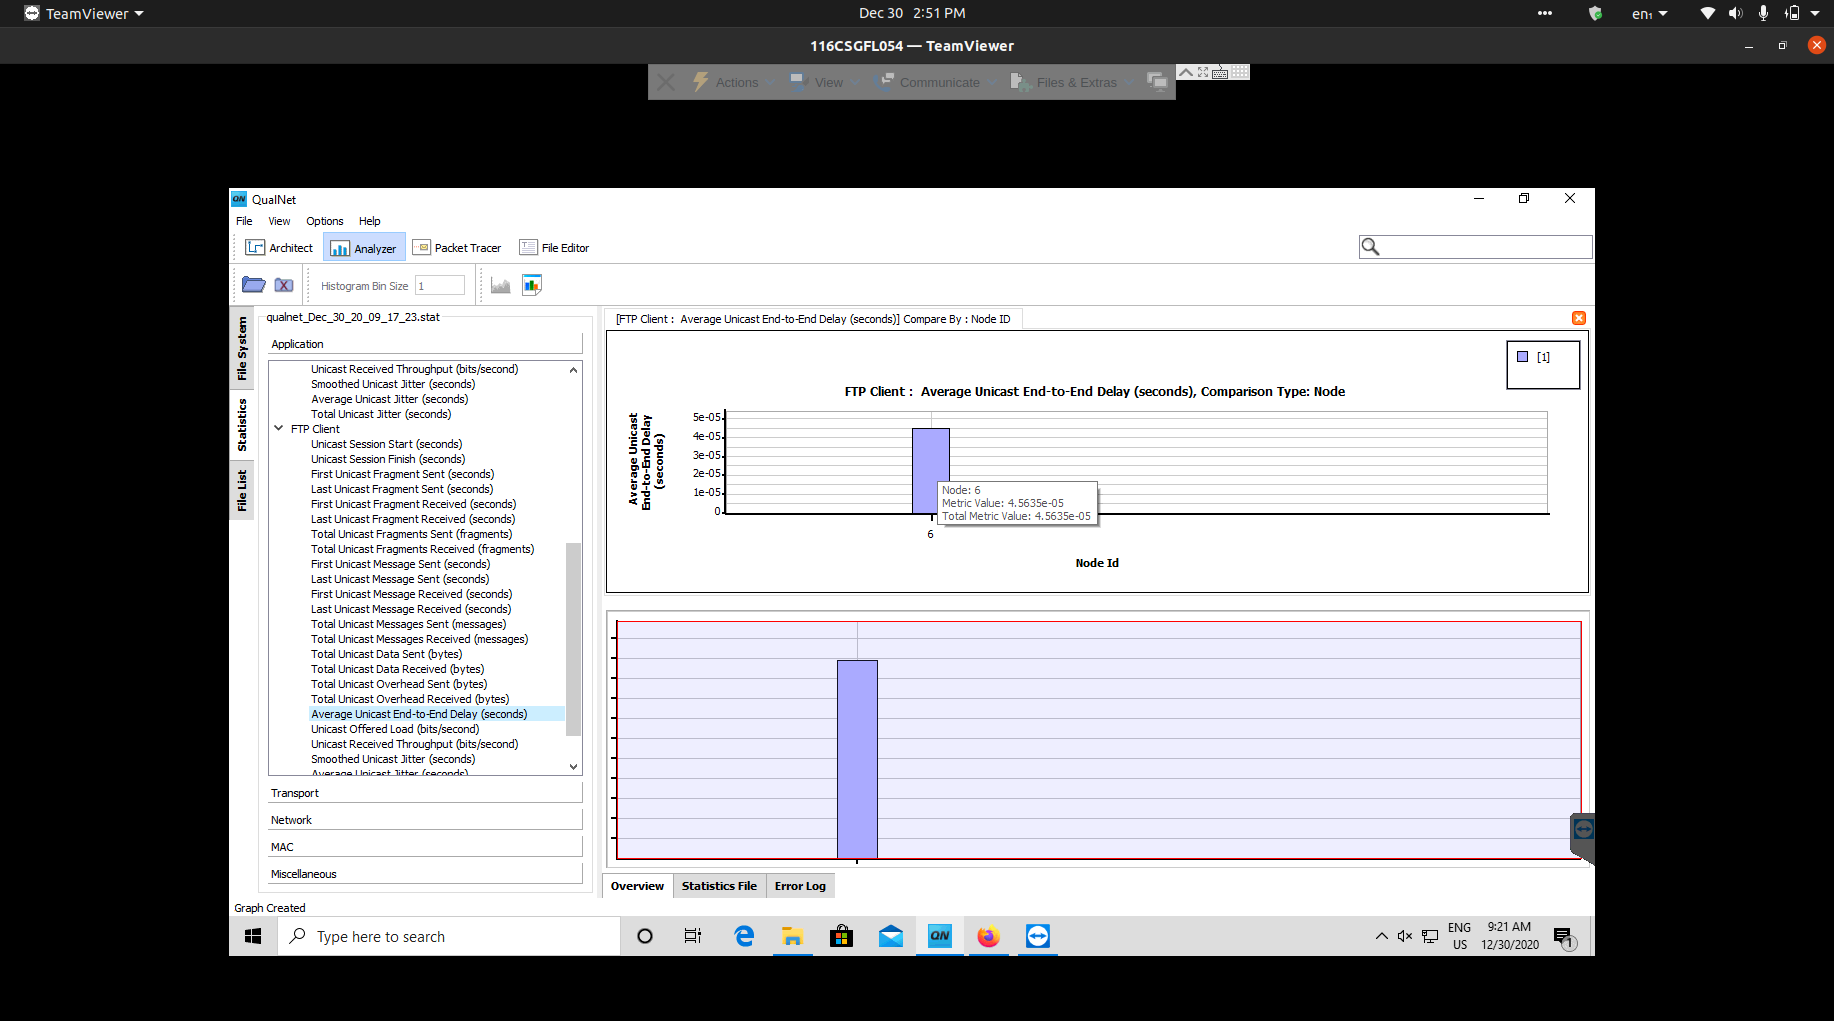 TeamViewer
Dec 30 2:51 PM
en₁
116CSGFL054 — TeamViewer
Actions
View
Communicate
Files & Extras
QN QualNet
File View Options Help
Architect Analyzer Packet Tracer File Editor
Histogram Bin Size 1
File System
Statistics
File List
qualnet_Dec_30_20_09_17_23.stat
Application
Unicast Received Throughput (bits/second)
Smoothed Unicast Jitter (seconds)
Average Unicast Jitter (seconds)
Total Unicast Jitter (seconds)
FTP Client
Unicast Session Start (seconds)
Unicast Session Finish (seconds)
First Unicast Fragment Sent (seconds)
Last Unicast Fragment Sent (seconds)
First Unicast Fragment Received (seconds)
Last Unicast Fragment Received (seconds)
Total Unicast Fragments Sent (fragments)
Total Unicast Fragments Received (fragments)
First Unicast Message Sent (seconds)
Last Unicast Message Sent (seconds)
First Unicast Message Received (seconds)
Last Unicast Message Received (seconds)
Total Unicast Messages Sent (messages)
Total Unicast Messages Received (messages)
Total Unicast Data Sent (bytes)
Total Unicast Data Received (bytes)
Total Unicast Overhead Sent (bytes)
Total Unicast Overhead Received (bytes)
Average Unicast End-to-End Delay (seconds)
Unicast Offered Load (bits/second)
Unicast Received Throughput (bits/second)
Smoothed Unicast Jitter (seconds)
Average Unicast Jitter (seconds)
Transport
Network
MAC
Miscellaneous
Graph Created
[FTP Client : Average Unicast End-to-End Delay (seconds)] Compare By : Node ID
[1]
FTP Client : Average Unicast End-to-End Delay (seconds), Comparison Type: Node
Average Unicast
End-to-End Delay
(seconds)
5e-05
4e-05
3e-05
2e-05
1e-05
0
Node: 6
Metric Value: 4.5635e-05
Total Metric Value: 4.5635e-05
6
Node Id
Overview Statistics File Error Log
Type here to search
QN
ENG
US
9:21 AM
12/30/2020
1